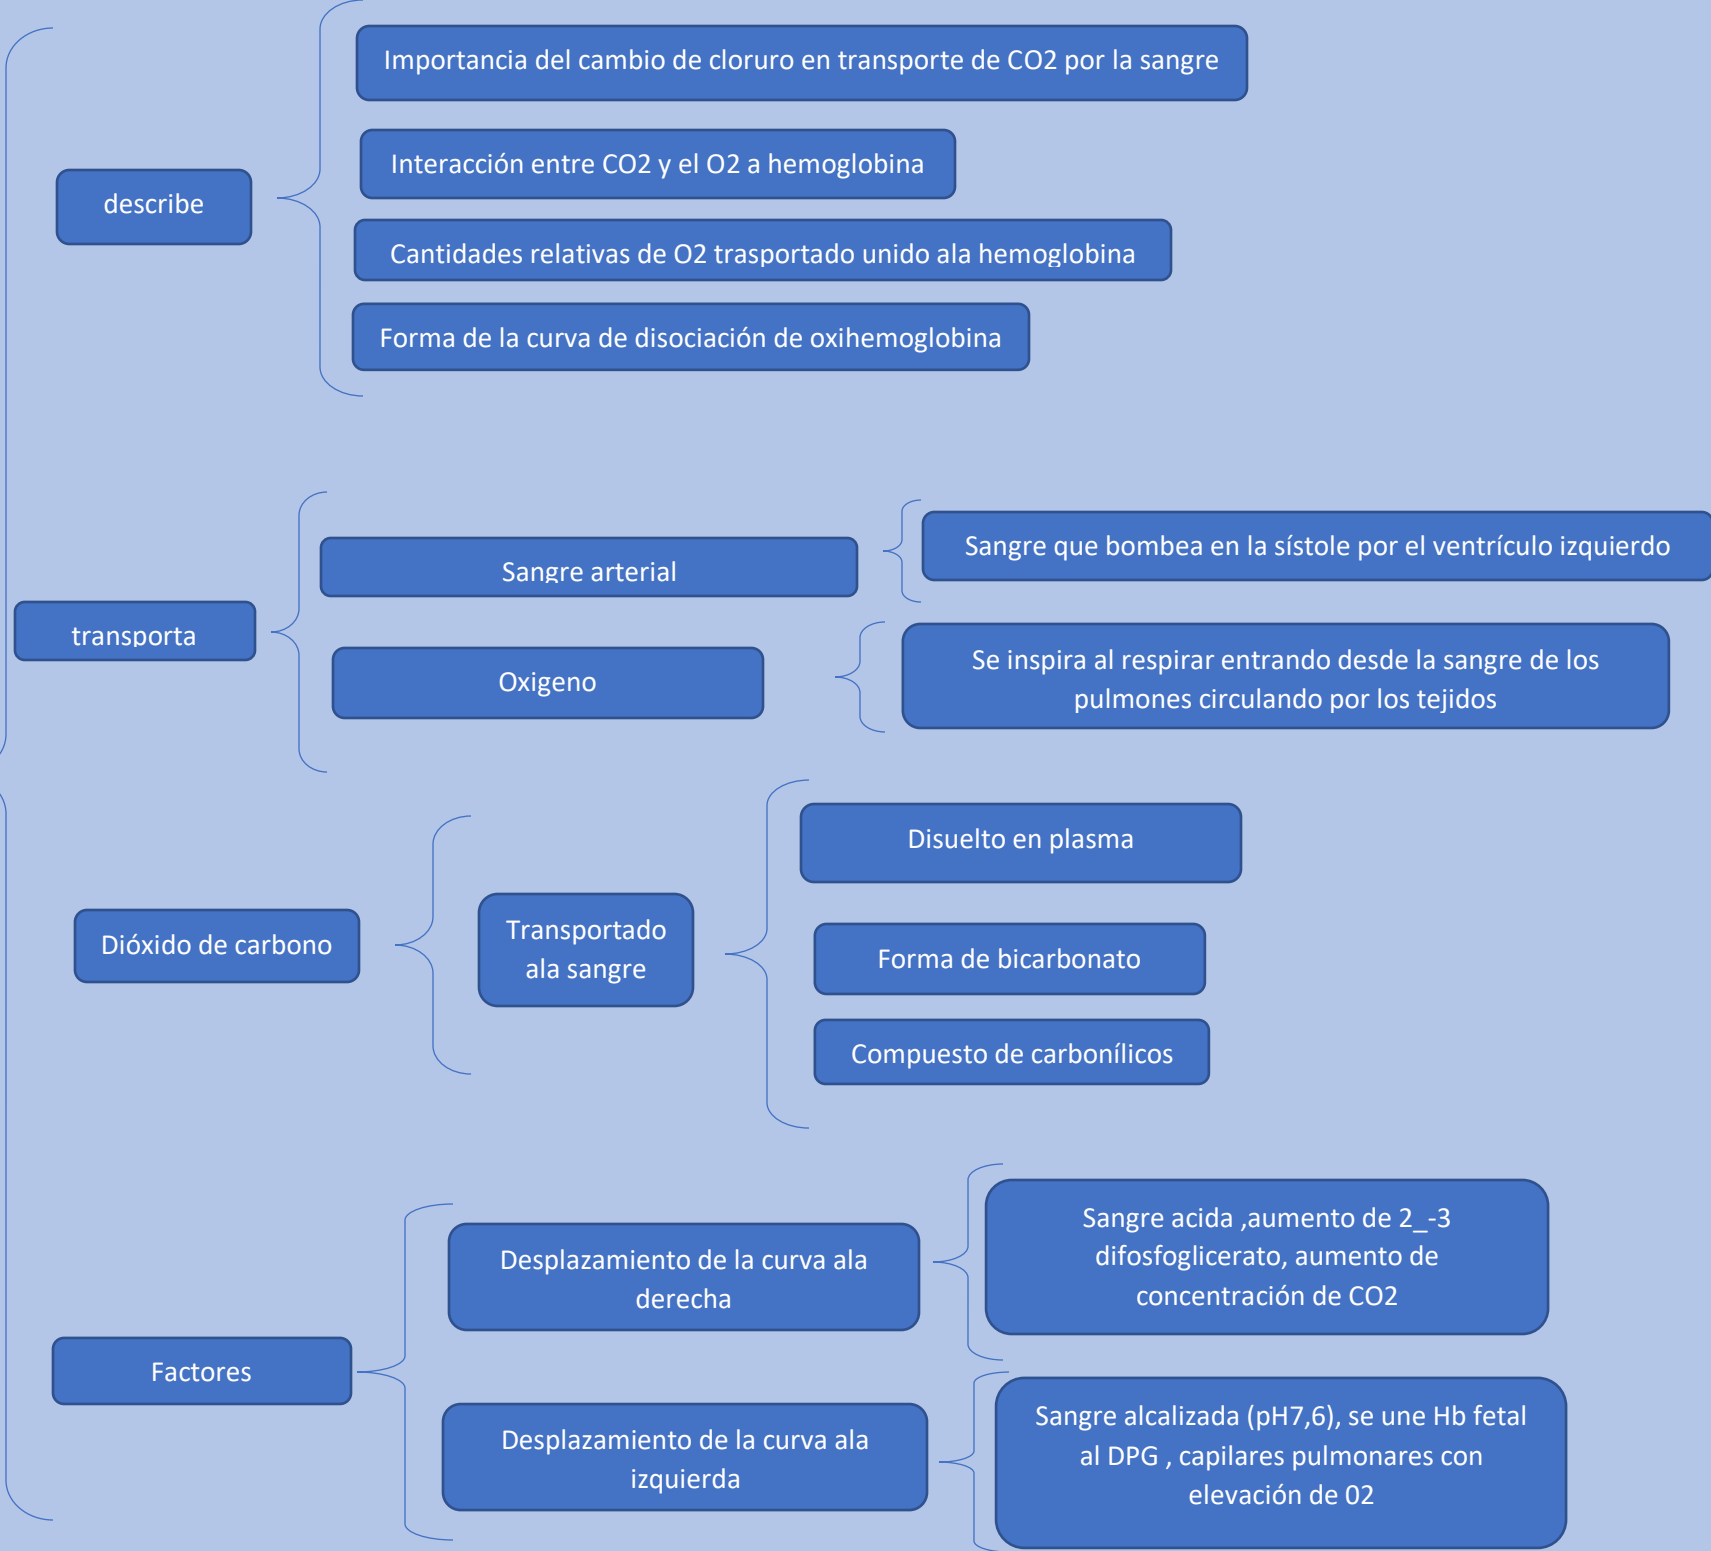 Importancia del cambio de cloruro en transporte de CO2 por la sangre
Interacción entre CO2 y el O2 a hemoglobina
describe
Cantidades relativas de O2 trasportado unido ala hemoglobina
Forma de la curva de disociación de oxihemoglobina
Sangre que bombea en la sístole por el ventrículo izquierdo
Sangre arterial
transporta
Oxigeno
Se inspira al respirar entrando desde la sangre de los
pulmones circulando por los tejidos
Disuelto en plasma
Dióxido de carbono
Transportado
ala sangre
Forma de bicarbonato
Compuesto de carbonílicos
Desplazamiento de la curva ala
derecha
Sangre acida ,aumento de 2_-3
difosfoglicerato, aumento de
concentración de CO2
Factores
Desplazamiento de la curva ala
izquierda
Sangre alcalizada (pH7,6), se une Hb fetal
al DPG , capilares pulmonares con
elevación de 02